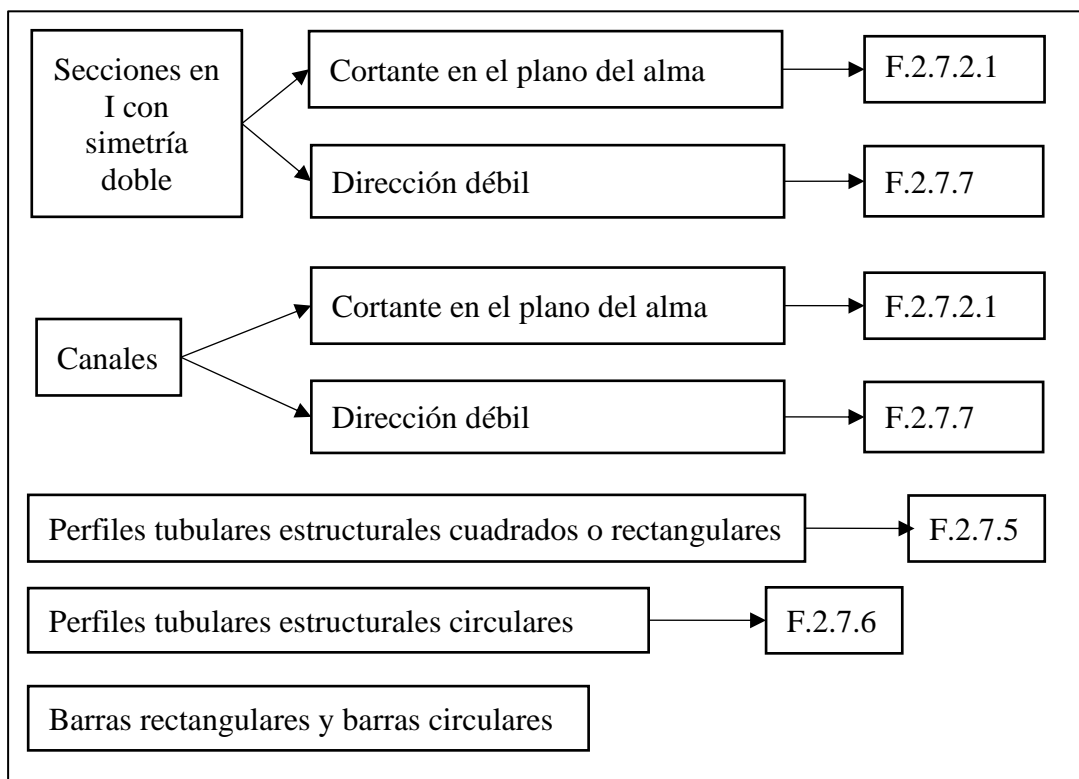 Secciones en
I con
simetría
doble
Cortante en el plano del alma
F.2.7.2.1
Dirección débil
F.2.7.7
Canales
Cortante en el plano del alma
F.2.7.2.1
Dirección débil
F.2.7.7
Perfiles tubulares estructurales cuadrados o rectangulares
F.2.7.5
Perfiles tubulares estructurales circulares
F.2.7.6
Barras rectangulares y barras circulares